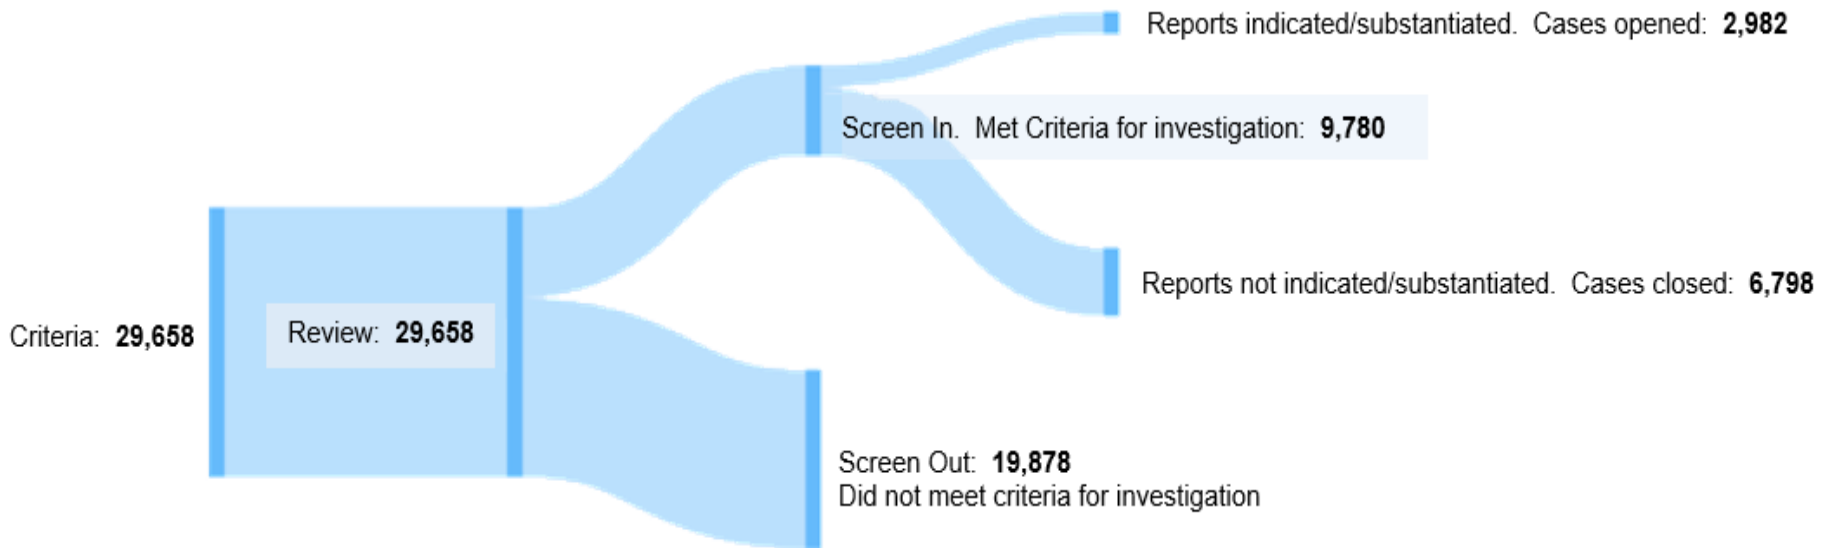 Reports indicated/substantiated. Cases opened: 2,982
Screen In. Met Criteria for investigation: 9,780
Reports not indicated/substantiated. Cases closed: 6,798
Criteria: 29,658
Review: 29,658
Screen Out: 19,878
Did not meet criteria for investigation